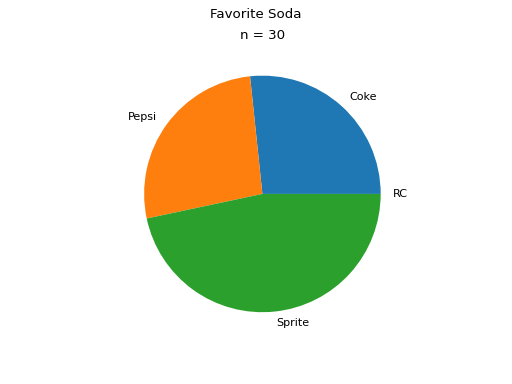 Favorite Soda
n = 30
Coke
Pepsi
RC
Sprite